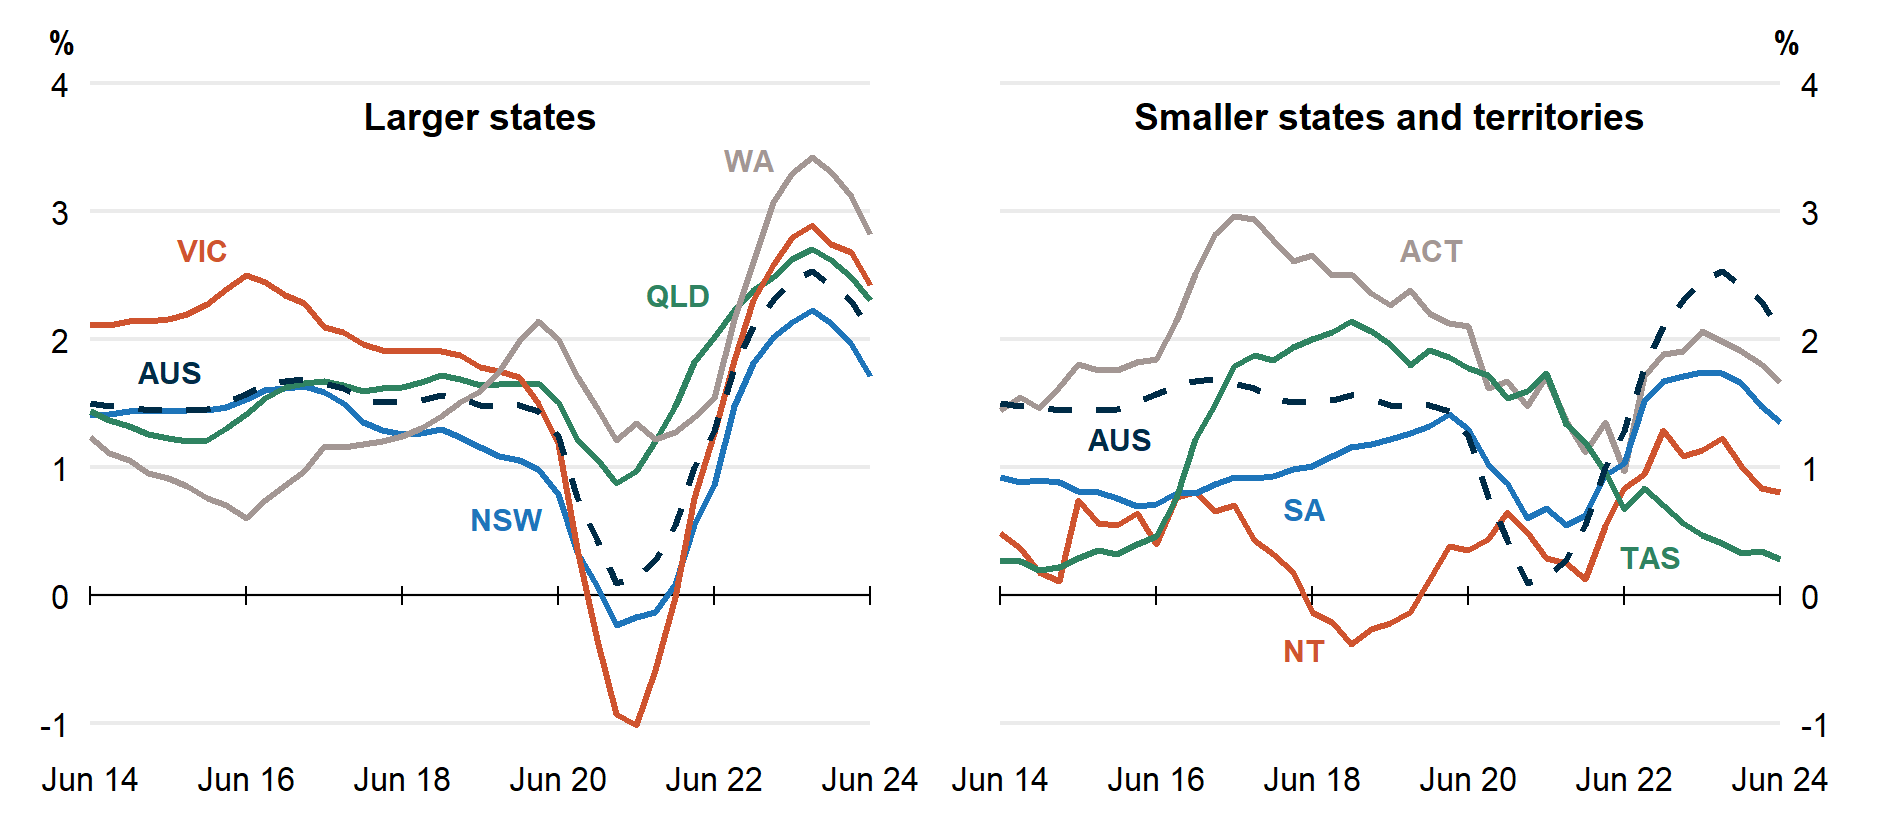 %
%
4
4
Larger states
Smaller states and territories
WA
3
3
VIC
ACT
QLD
2
2
AUS
AUS
1
1
NSW
SA
TAS
0
0
NT
-1
-1
Jun 14
Jun 16
Jun 18
Jun 20
Jun 22
Jun 24
Jun 14
Jun 16
Jun 18
Jun 20
Jun 22
Jun 24